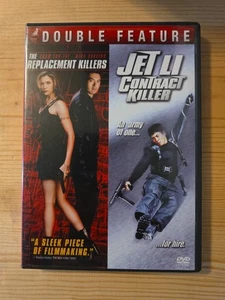 DOUBLE FEATURE
THE
REPLACEMENT KILLERS
JET LI
CONTRACT
KILLER
An army
of one...
"A SLEEK PIECE
OF FILMMAKING."
...for hire.
DVD